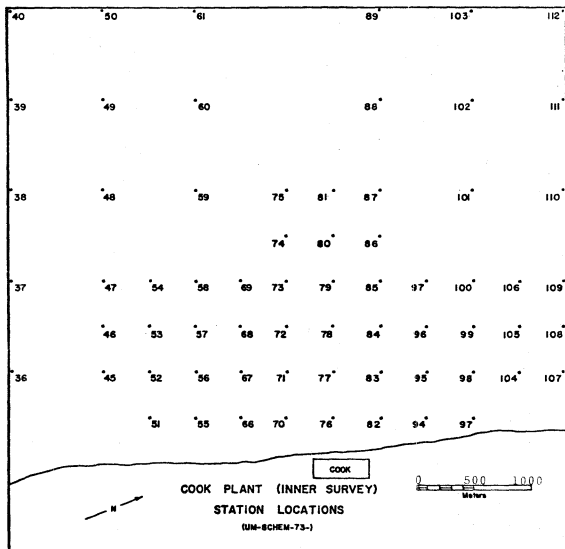 40 50 61 89 103 112
39 49 60 88 102 111
38 48 59 75 81 87 101 110
74 80 86
37 47 54 58 69 73 79 85 97 100 106 109
46 53 57 68 72 78 84 96 99 105 108
36 45 52 56 67 71 77 83 95 98 104 107
51 55 66 70 76 82 94 97
COOK
0 500 1000
Meters
N
COOK PLANT (INNER SURVEY)
STATION LOCATIONS
(UM-8CHEM-73-)